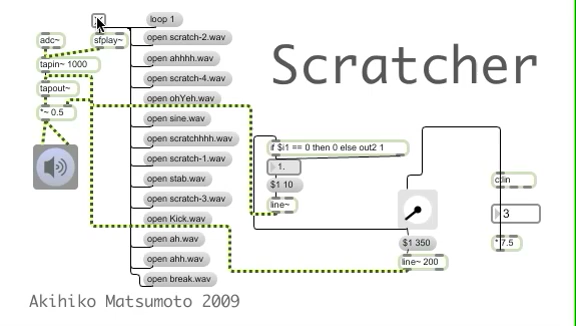 loop 1
adc~
sfplay~
open scratch-2.wav
open ahhhh.wav
tapin~ 1000
open scratch-4.wav
tapout~
open ohYeh.wav
*~ 0.5
open sine.wav
open scratchhhh.wav
open scratch-1.wav
open stab.wav
open scratch-3.wav
open Kick.wav
open ah.wav
open ahh.wav
open break.wav
Scratcher
if $i1 == 0 then 0 else out2 1
1.
$1 10
line~
$1 350
line~ 200
3
* 7.5
Akihiko Matsumoto 2009